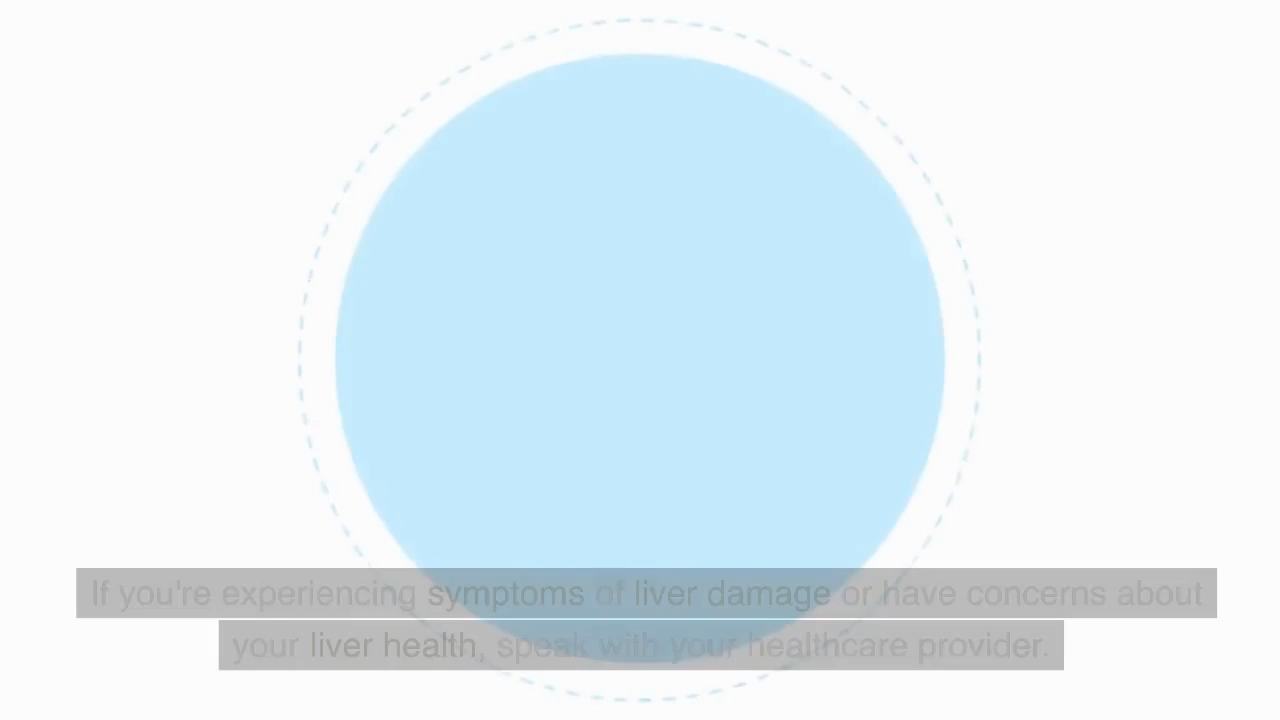 If you're experiencing symptoms of liver damage or have concerns about
your liver health, speak with your healthcare provider.